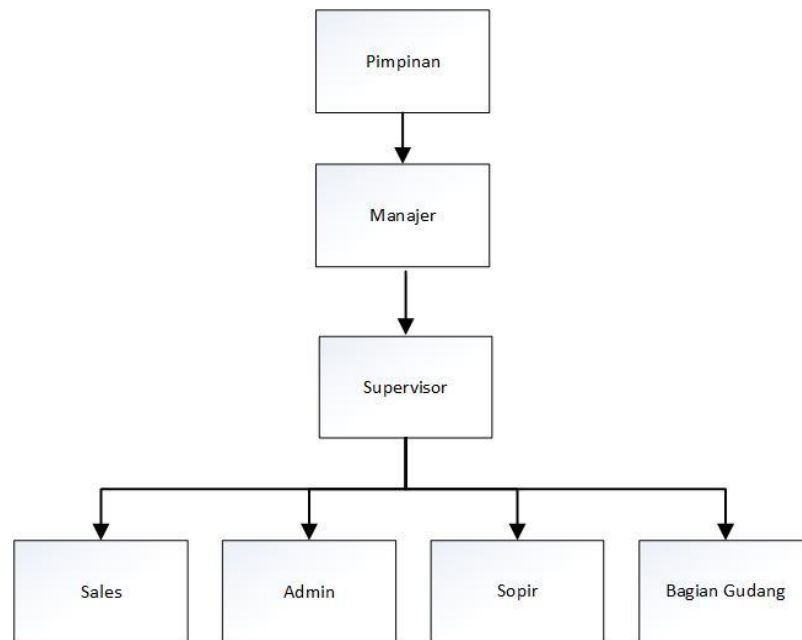 Pimpinan
Manajer
Supervisor
Sales
Admin
Sopir
Bagian Gudang